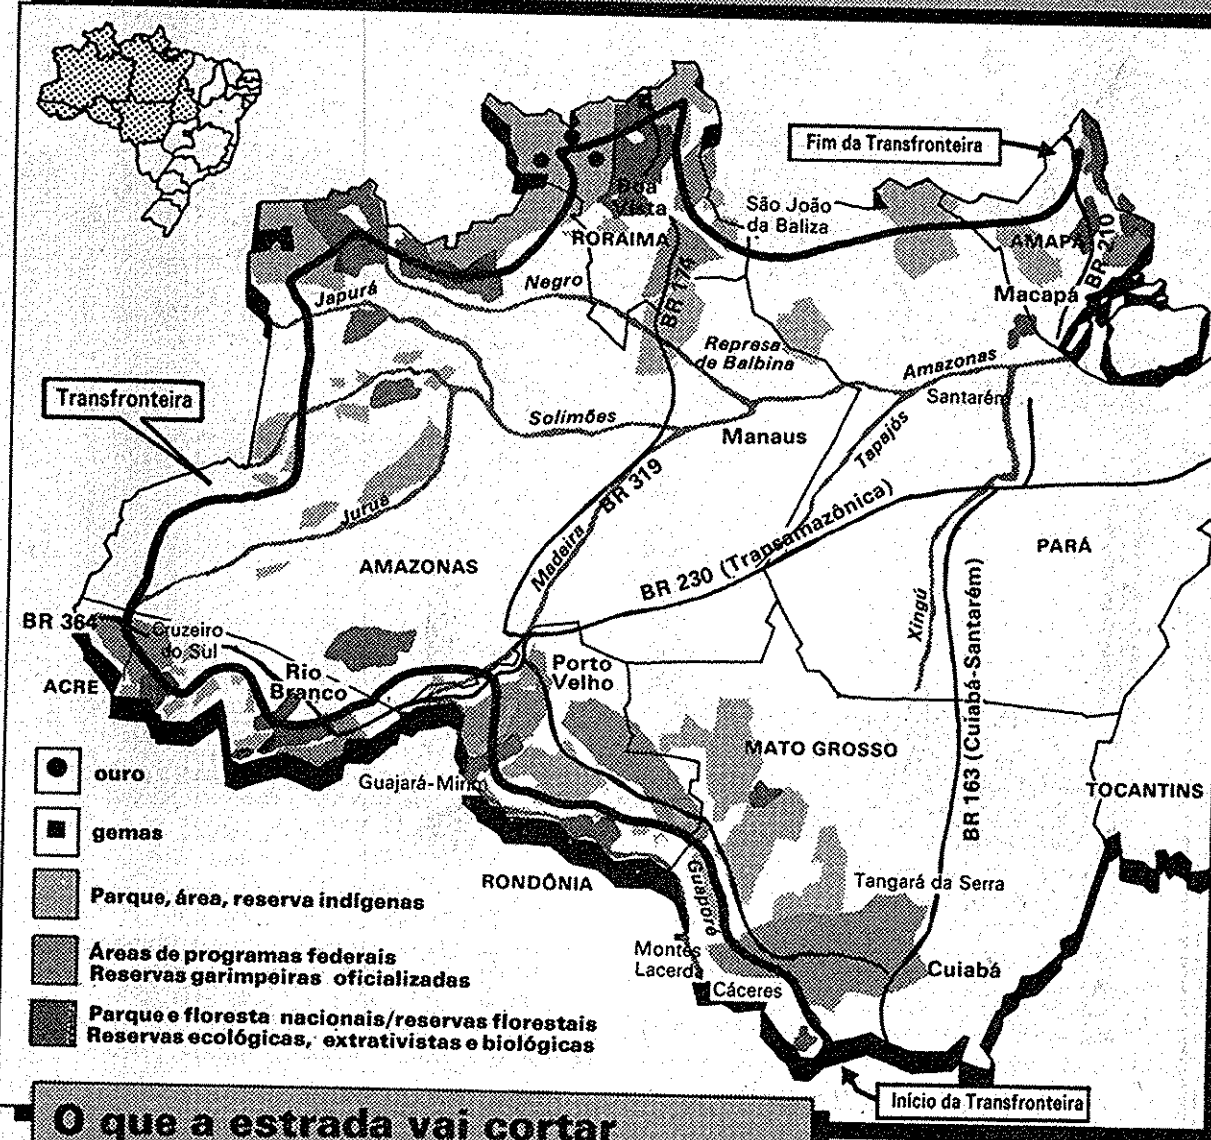 Fim da Transfronteira
Boa
Vista
São João
da Baliza
RORAIMA
AMAPÁ
BR 210
BR 174
Negro
Japurá
Macapá
Represa
de Balbina
Amazonas
Transfronteira
Santarém
Solimões
Manaus
Tapajós
BR 319
Juruá
Madeira
BR 230 (Transamazônica)
AMAZONAS
PARÁ
Xingú
BR 163 (Cuiabá-Santarém)
BR 364
Cruzeiro
do Sul
Rio
Branco
ACRE
Porto
Velho
MATO GROSSO
TOCANTINS
Guajará-Mirim
RONDÔNIA
Guaporé
Tangará da Serra
Montes
Lacerda
Cáceres
Cuiabá
ouro
gemas
Parque, área, reserva indígenas
Áreas de programas federais
Reservas garimpeiras oficializadas
Parque e floresta nacionais/reservas florestais
Reservas ecológicas, extrativistas e biológicas
Início da Transfronteira
O que a estrada vai cortar